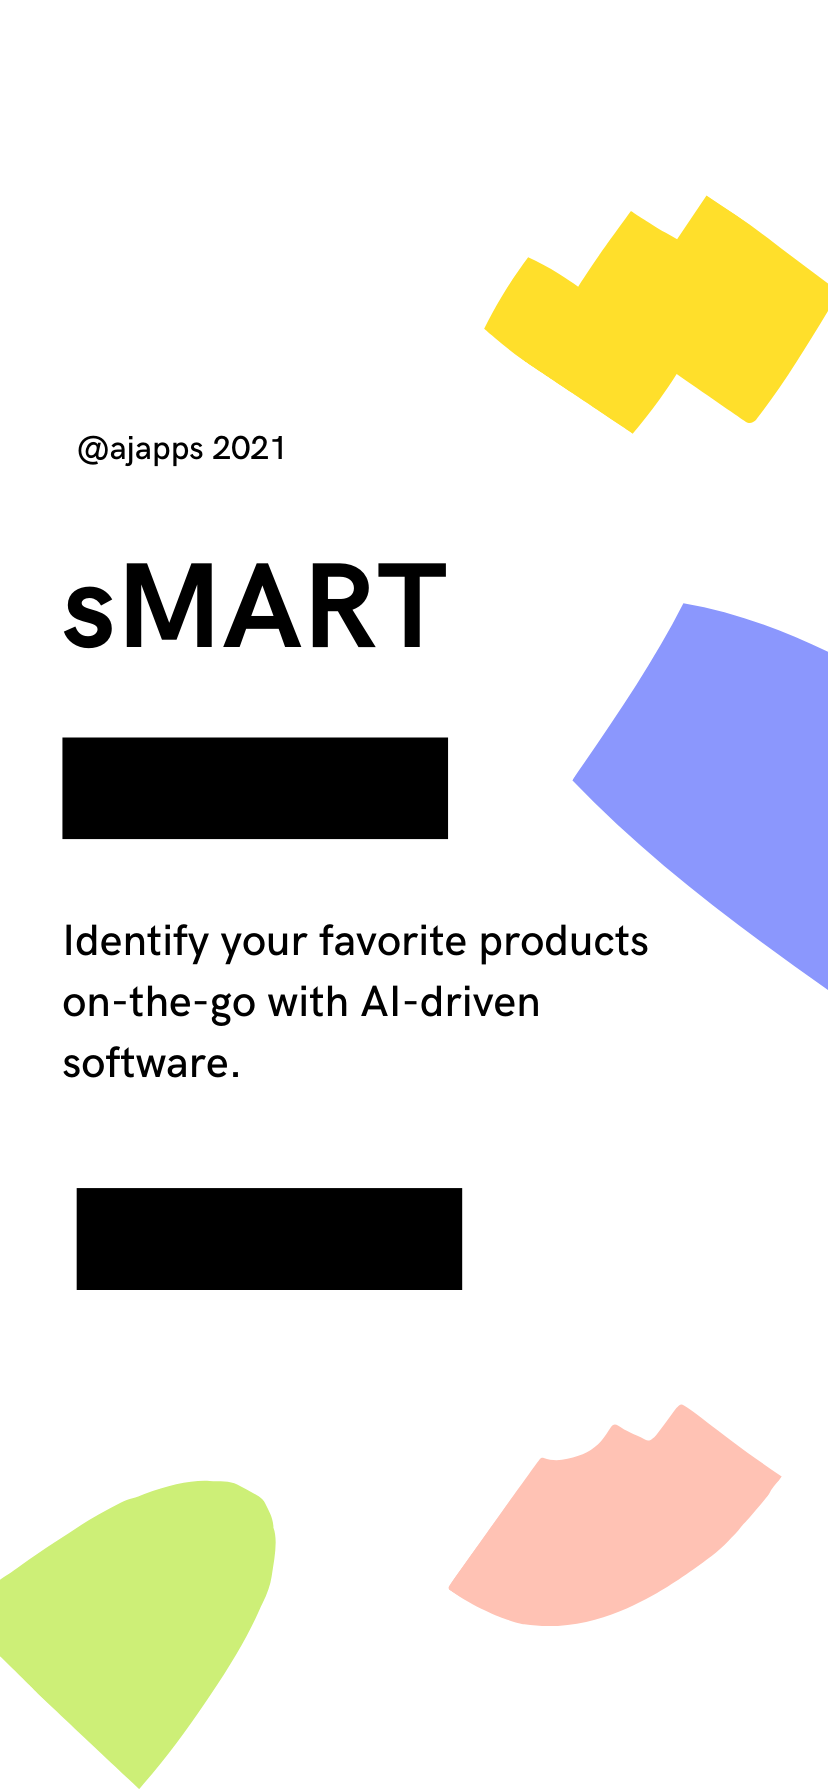 @ajapps 2021
sMART
Identify your favorite products
on-the-go with AI-driven
software.